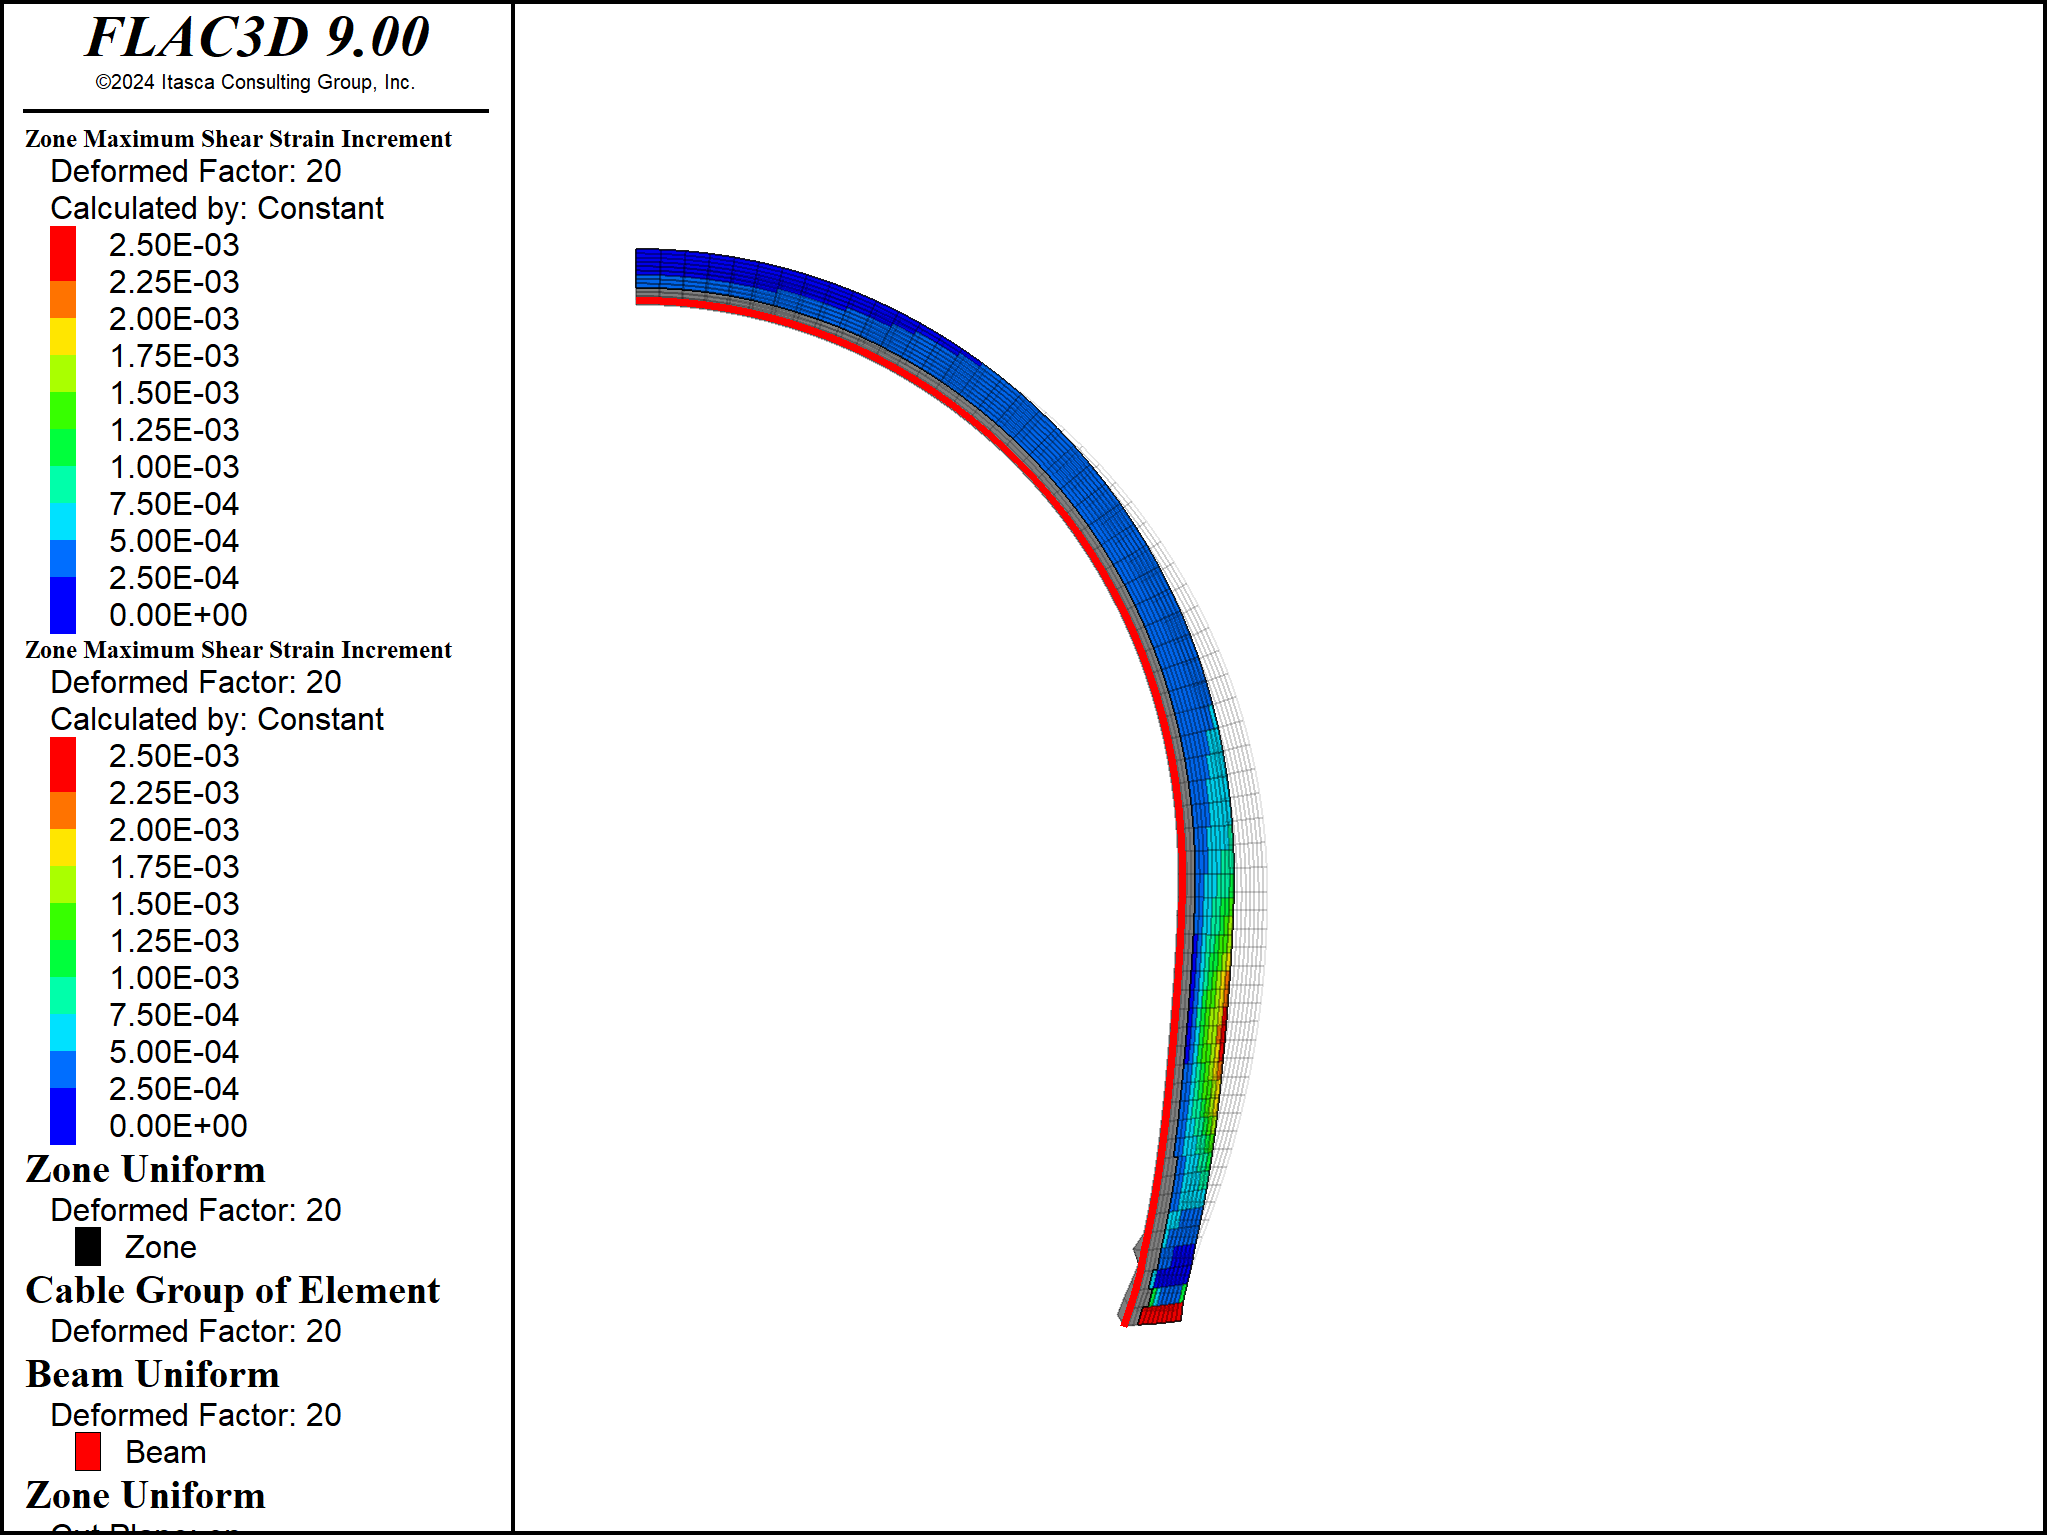 FLAC3D 9.00
©2024 Itasca Consulting Group, Inc.
Zone Maximum Shear Strain Increment
Deformed Factor: 20
Calculated by: Constant
2.50E-03
2.25E-03
2.00E-03
1.75E-03
1.50E-03
1.25E-03
1.00E-03
7.50E-04
5.00E-04
2.50E-04
0.00E+00
Zone Maximum Shear Strain Increment
Deformed Factor: 20
Calculated by: Constant
2.50E-03
2.25E-03
2.00E-03
1.75E-03
1.50E-03
1.25E-03
1.00E-03
7.50E-04
5.00E-04
2.50E-04
0.00E+00
Zone Uniform
Deformed Factor: 20
Zone
Cable Group of Element
Deformed Factor: 20
Beam Uniform
Deformed Factor: 20
Beam
Zone Uniform